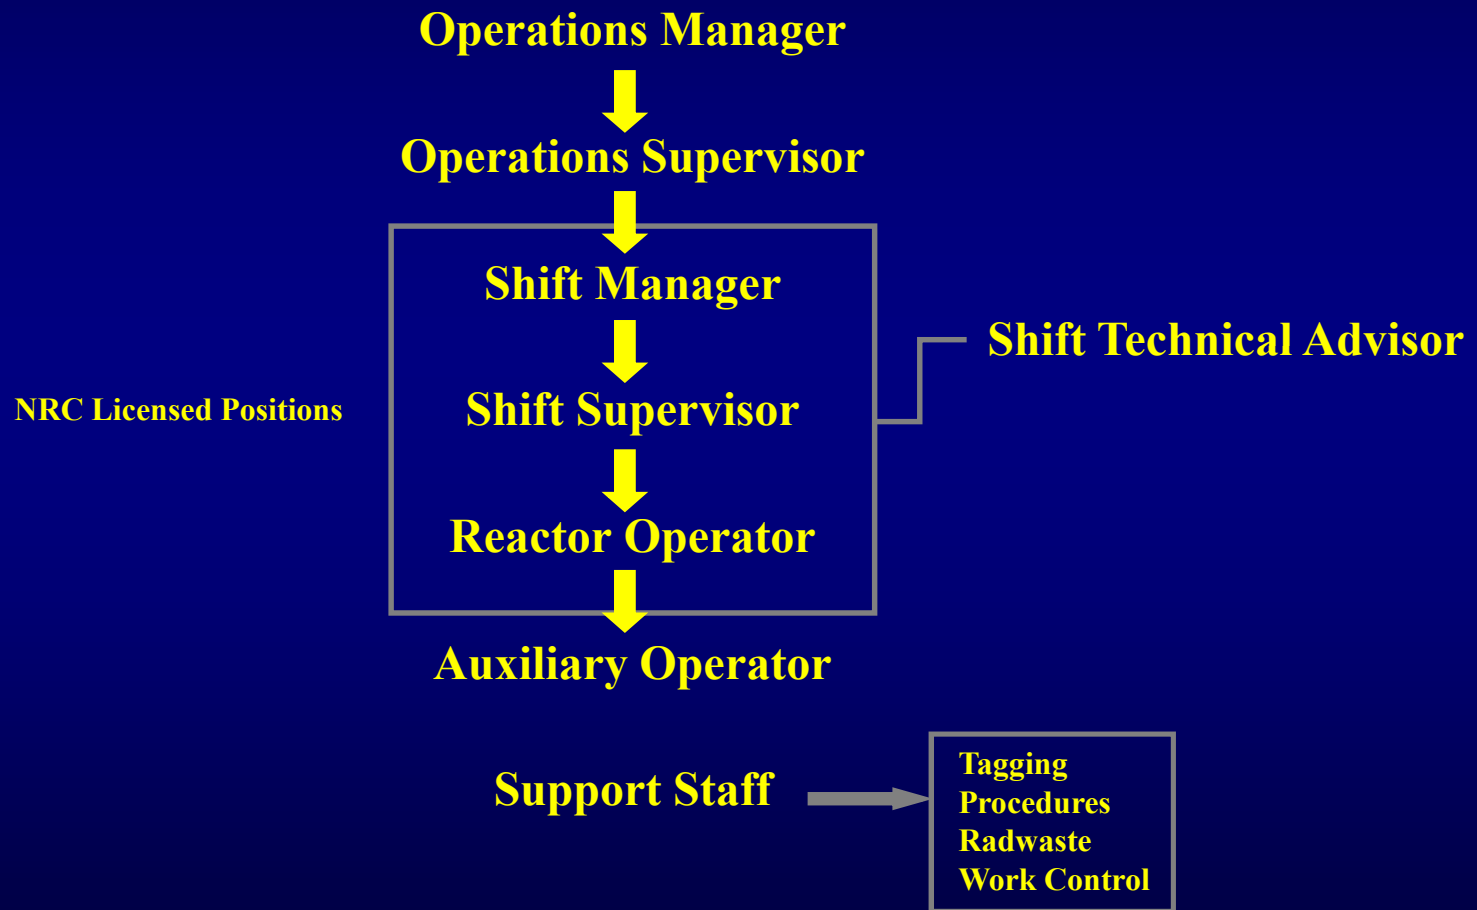 Operations Manager
Operations Supervisor
Shift Manager
Shift Technical Advisor
NRC Licensed Positions
Shift Supervisor
Reactor Operator
Auxiliary Operator
Support Staff
Tagging
Procedures
Radwaste
Work Control